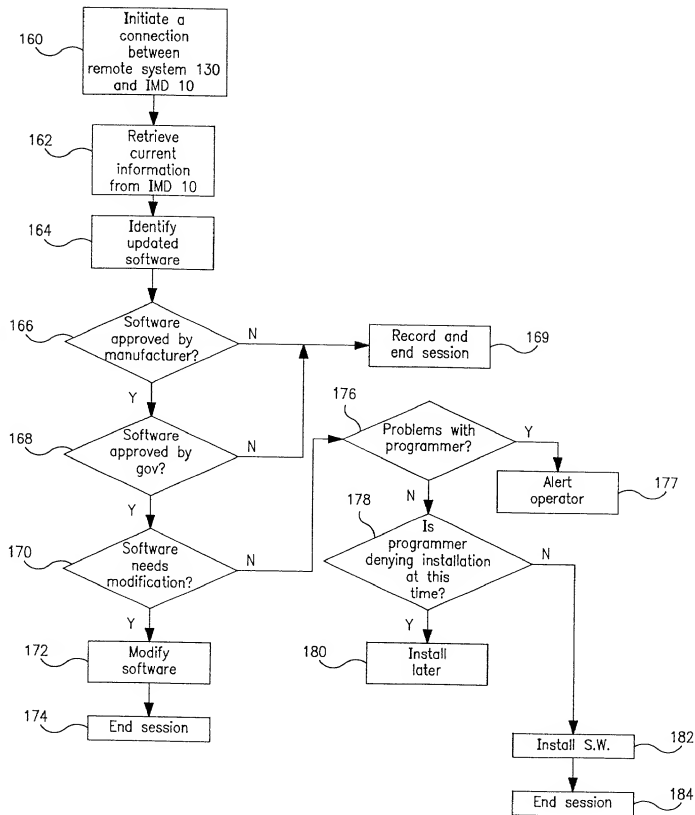 160
Initiate a
connection
between
remote system 130
and IMD 10
162
Retrieve
current
information
from IMD 10
164
Identify
updated
software
166
Software
approved by
manufacturer?
N
Record and
end session
169
Y
168
Software
approved by
gov?
N
176
Problems with
programmer?
Y
Alert
operator
177
Y
N
170
Software
needs
modification?
N
178
Is
programmer
denying installation
at this
time?
N
Y
Y
172
Modify
software
180
Install
later
174
End session
Install S.W.
182
End session
184